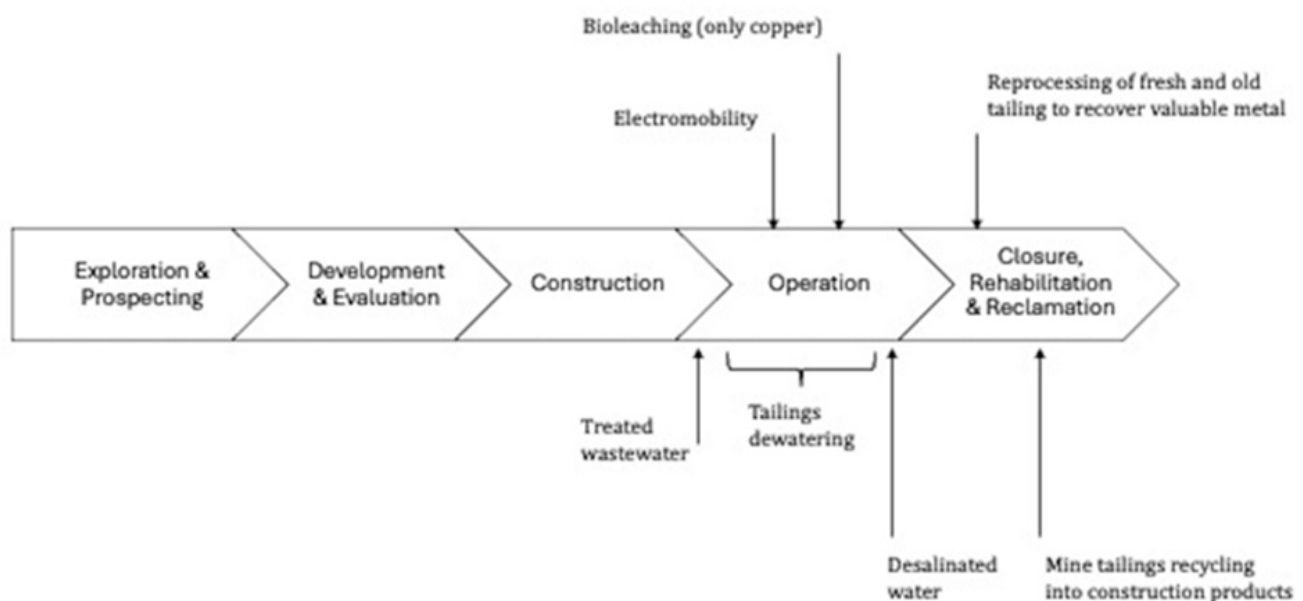 Bioleaching (only copper)
Electromobility
Reprocessing of fresh and old
tailing to recover valuable metal
Exploration &
Prospecting
Development
& Evaluation
Construction
Operation
Closure,
Rehabilitation
& Reclamation
Treated
wastewater
Tailings
dewatering
Desalinated
water
Mine tailings recycling
into construction products